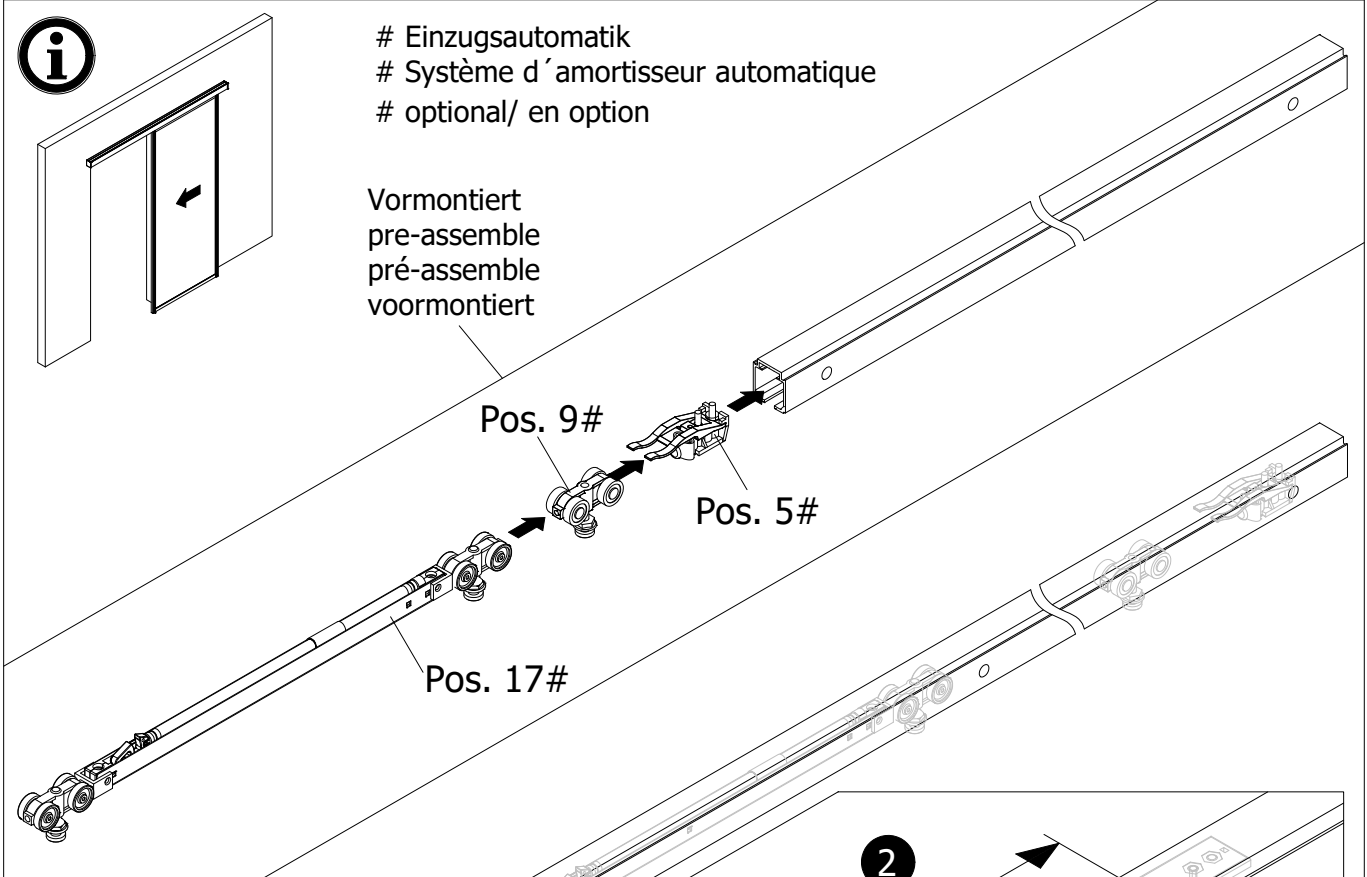 # Einzugsautomatik
# Système d´amortisseur automatique
# optional/ en option
Vormontiert
pre-assemble
pré-assemble
voormontiert
Pos. 9#
Pos. 5#
Pos. 17#
2